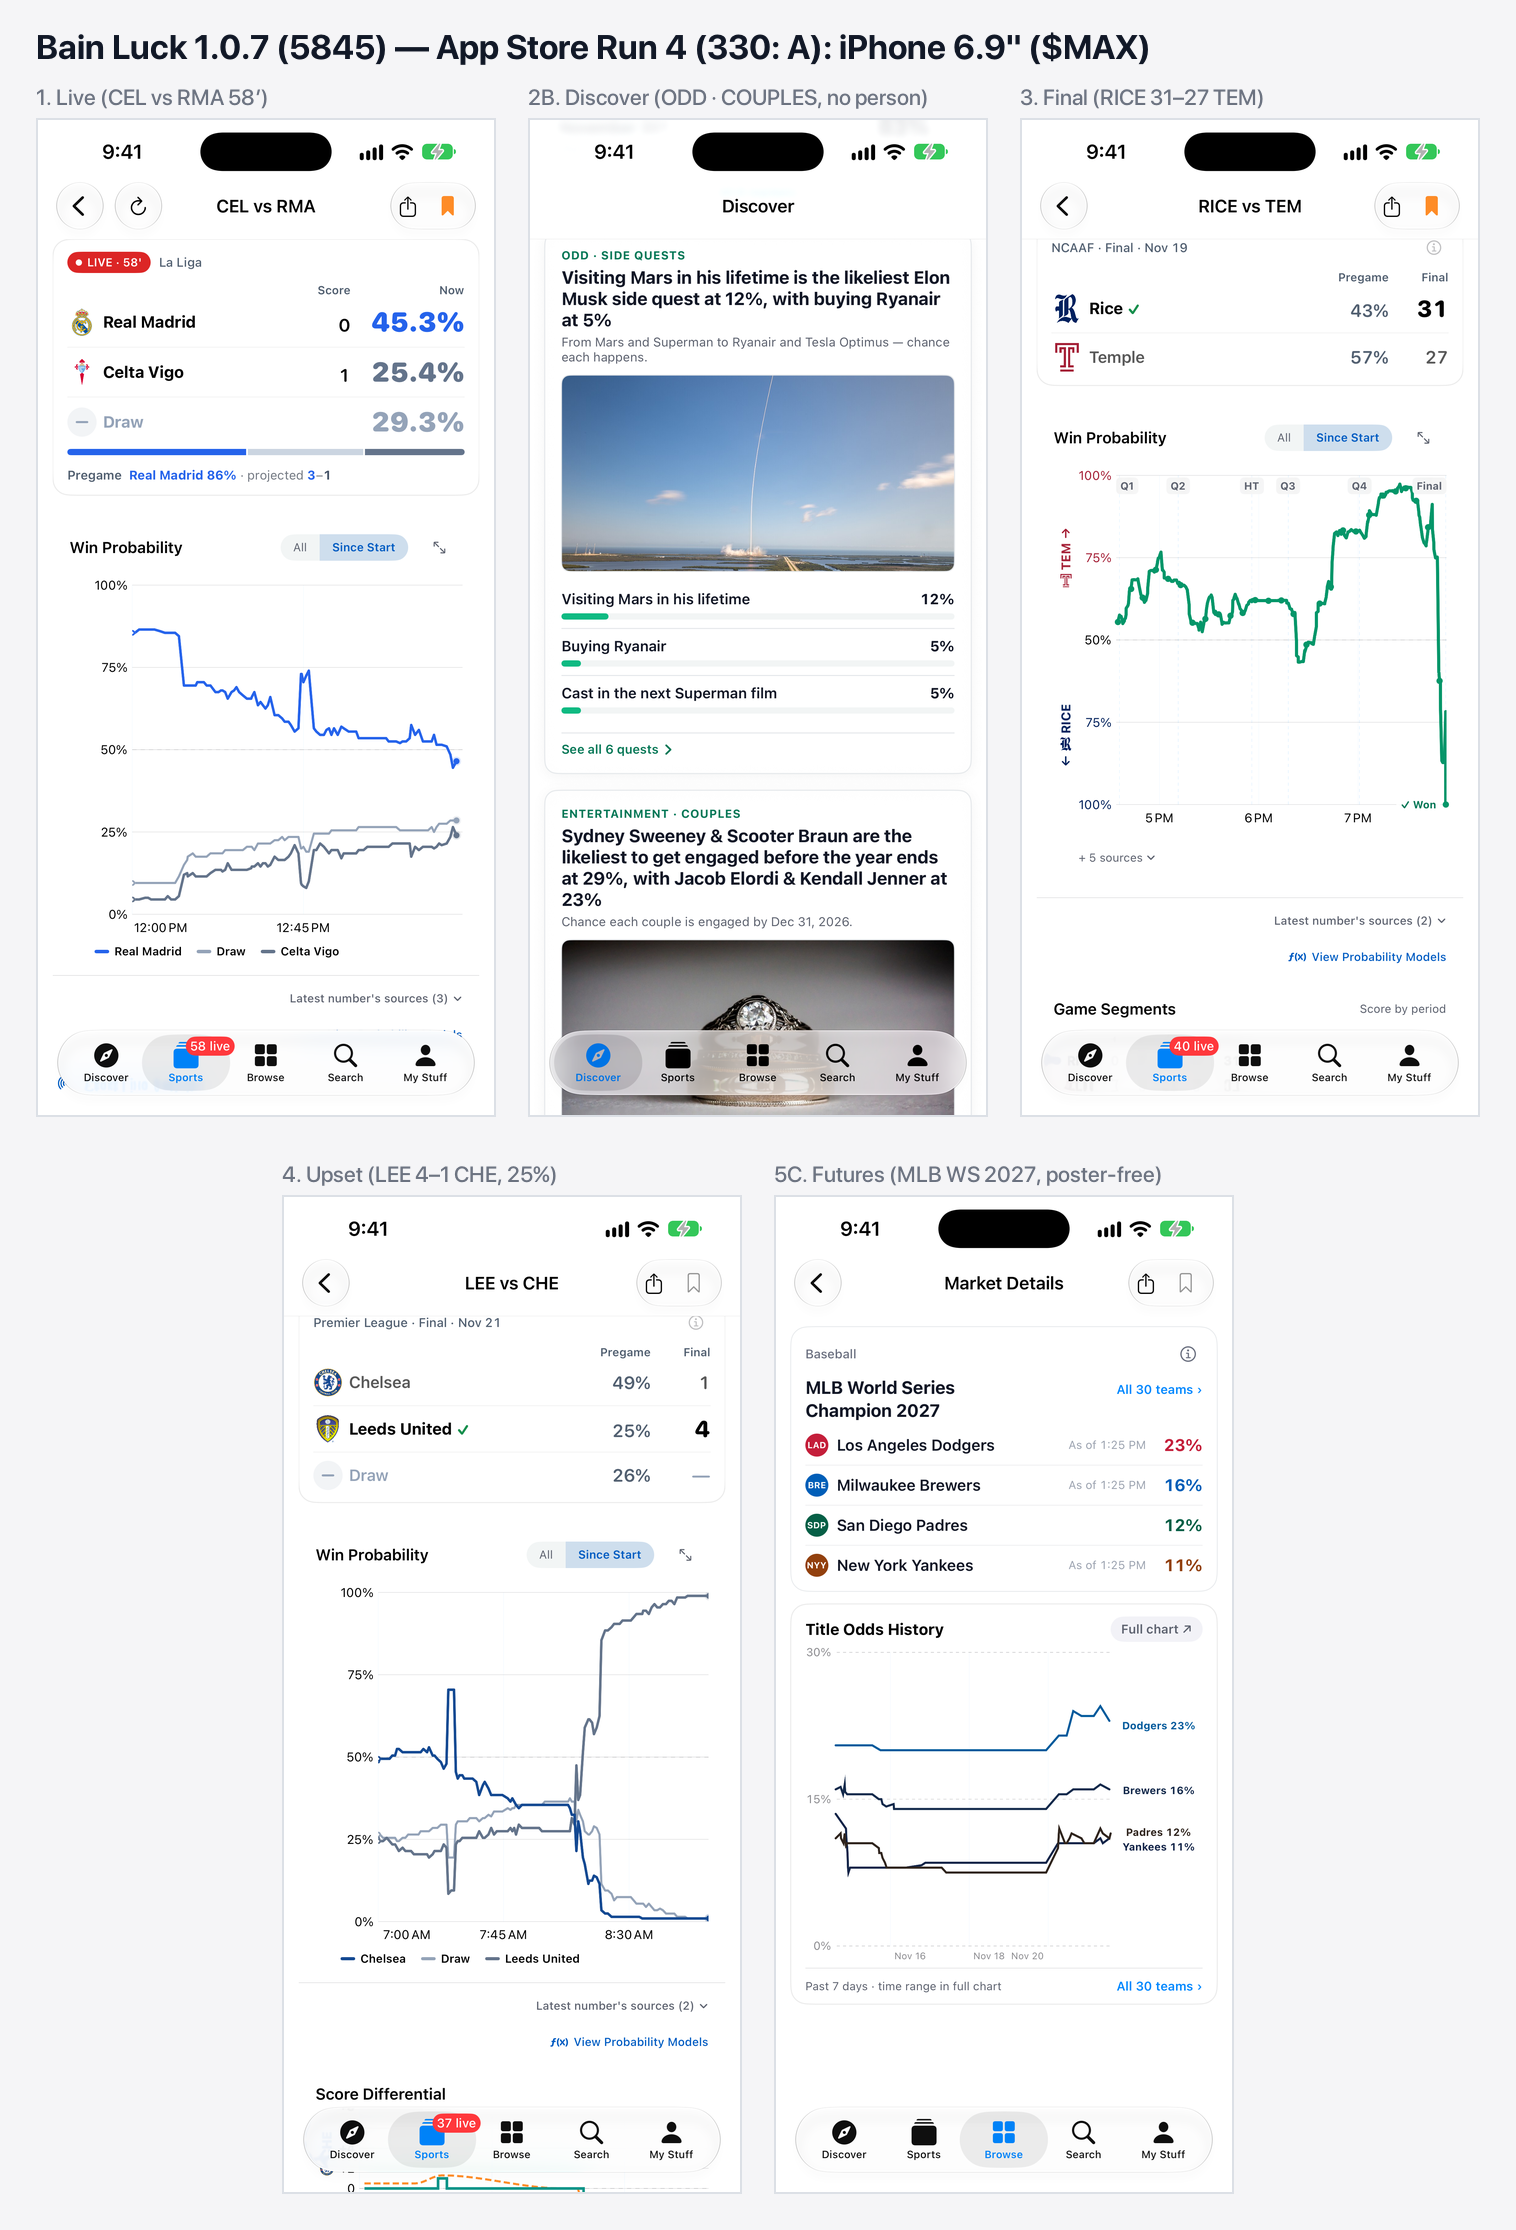 Bain Luck 1.0.7 (5845) — App Store Run 4 (330: A): iPhone 6.9" ($MAX)
1. Live (CEL vs RMA 58′)
9:41
CEL vs RMA
LIVE · 58' La Liga
Score Now
Real Madrid 0 45.3%
Celta Vigo 1 25.4%
Draw 29.3%
Pregame Real Madrid 86% · projected 3–1
Win Probability All Since Start
100%
75%
50%
25%
0%
12:00 PM 12:45 PM
Real Madrid Draw Celta Vigo
Latest number's sources (3)
58 live
Discover Sports Browse Search My Stuff
2B. Discover (ODD · COUPLES, no person)
9:41
Discover
ODD · SIDE QUESTS
Visiting Mars in his lifetime is the likeliest Elon
Musk side quest at 12%, with buying Ryanair
at 5%
From Mars and Superman to Ryanair and Tesla Optimus — chance
each happens.
Visiting Mars in his lifetime 12%
Buying Ryanair 5%
Cast in the next Superman film 5%
See all 6 quests
ENTERTAINMENT · COUPLES
Sydney Sweeney & Scooter Braun are the
likeliest to get engaged before the year ends
at 29%, with Jacob Elordi & Kendall Jenner at
23%
Chance each couple is engaged by Dec 31, 2026.
Discover Sports Browse Search My Stuff
3. Final (RICE 31–27 TEM)
9:41
RICE vs TEM
NCAAF · Final · Nov 19
Pregame Final
Rice 43% 31
Temple 57% 27
Win Probability All Since Start
100%
Q1 Q2 HT Q3 Q4 Final
TEM →
75%
50%
75%
← RICE
100%
Won
5 PM 6 PM 7 PM
+ 5 sources
Latest number's sources (2)
f(x) View Probability Models
Game Segments Score by period
40 live
Discover Sports Browse Search My Stuff
4. Upset (LEE 4–1 CHE, 25%)
9:41
LEE vs CHE
Premier League · Final · Nov 21
Pregame Final
Chelsea 49% 1
Leeds United 25% 4
Draw 26% —
Win Probability All Since Start
100%
75%
50%
25%
0%
7:00 AM 7:45 AM 8:30 AM
Chelsea Draw Leeds United
Latest number's sources (2)
f(x) View Probability Models
Score Differential
37 live
Discover Sports Browse Search My Stuff
0
5C. Futures (MLB WS 2027, poster-free)
9:41
Market Details
Baseball
MLB World Series
Champion 2027
All 30 teams ›
LAD Los Angeles Dodgers As of 1:25 PM 23%
BRE Milwaukee Brewers As of 1:25 PM 16%
SDP San Diego Padres 12%
NYY New York Yankees As of 1:25 PM 11%
Title Odds History Full chart ↗
30%
Dodgers 23%
Brewers 16%
15%
Padres 12%
Yankees 11%
0%
Nov 16 Nov 18 Nov 20
Past 7 days · time range in full chart All 30 teams ›
Discover Sports Browse Search My Stuff